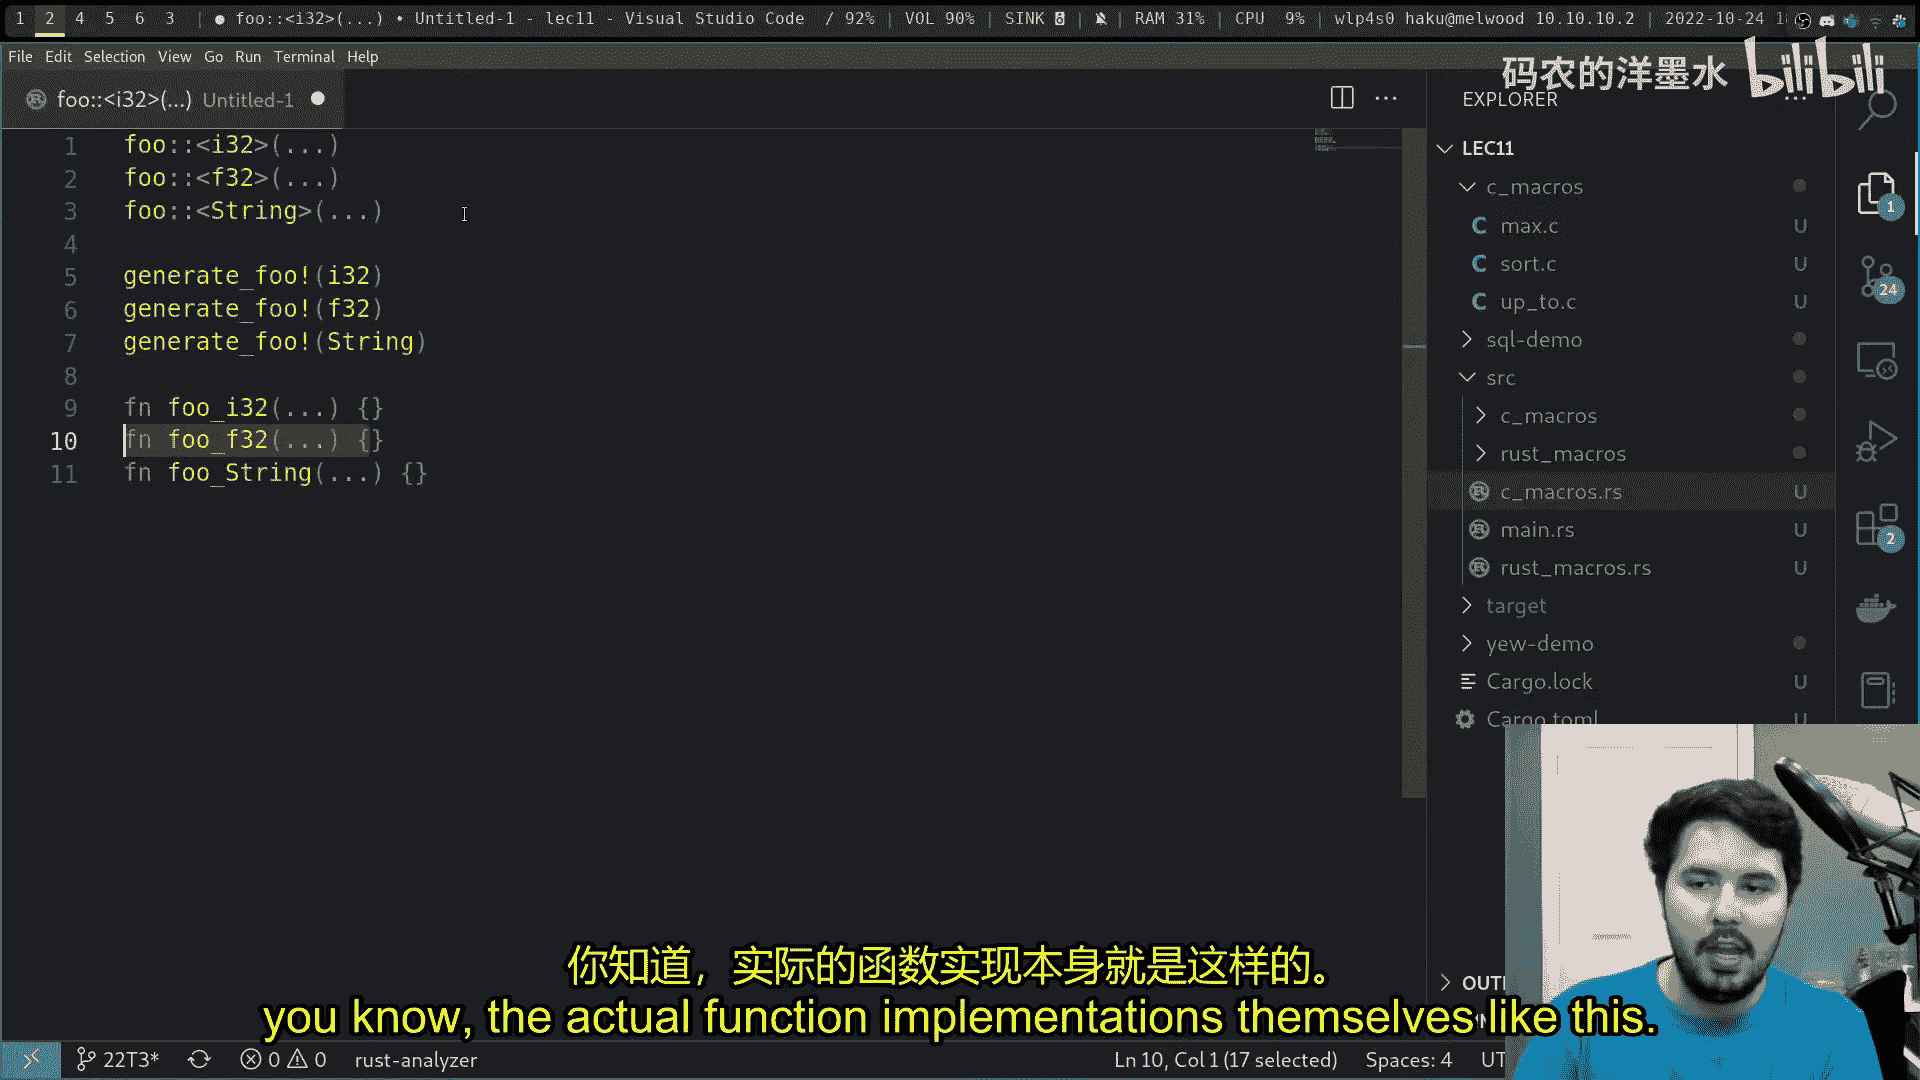 1 2 4 5 6 3 | ● foo::<i32>(...) • Untitled-1 - lec11 - Visual Studio Code / 92% | VOL 90% | SINK | RAM 31% | CPU 9% | wlp4s0 haku@melwood 10.10.10.2 | 2022-10-24
File Edit Selection View Go Run Terminal Help
码农的洋墨水 bilibili
foo::<i32>(...) Untitled-1 ●
EXPLORER
1 foo::<i32>(...)
2 foo::<f32>(...)
3 foo::<String>(...)
4
5 generate_foo!(i32)
6 generate_foo!(f32)
7 generate_foo!(String)
8
9 fn foo_i32(...) {}
10 fn foo_f32(...) {}
11 fn foo_String(...) {}
LEC11
c_macros
C max.c U
C sort.c U
C up_to.c U
sql-demo
src
c_macros
rust_macros
c_macros.rs U
main.rs U
rust_macros.rs U
target
yew-demo
Cargo.lock U
Cargo.toml U
1
24
2
OUT
你知道，实际的函数实现本身就是这样的。
you know, the actual function implementations themselves like this.
22T3* 0 0 rust-analyzer Ln 10, Col 1 (17 selected) Spaces: 4 UT